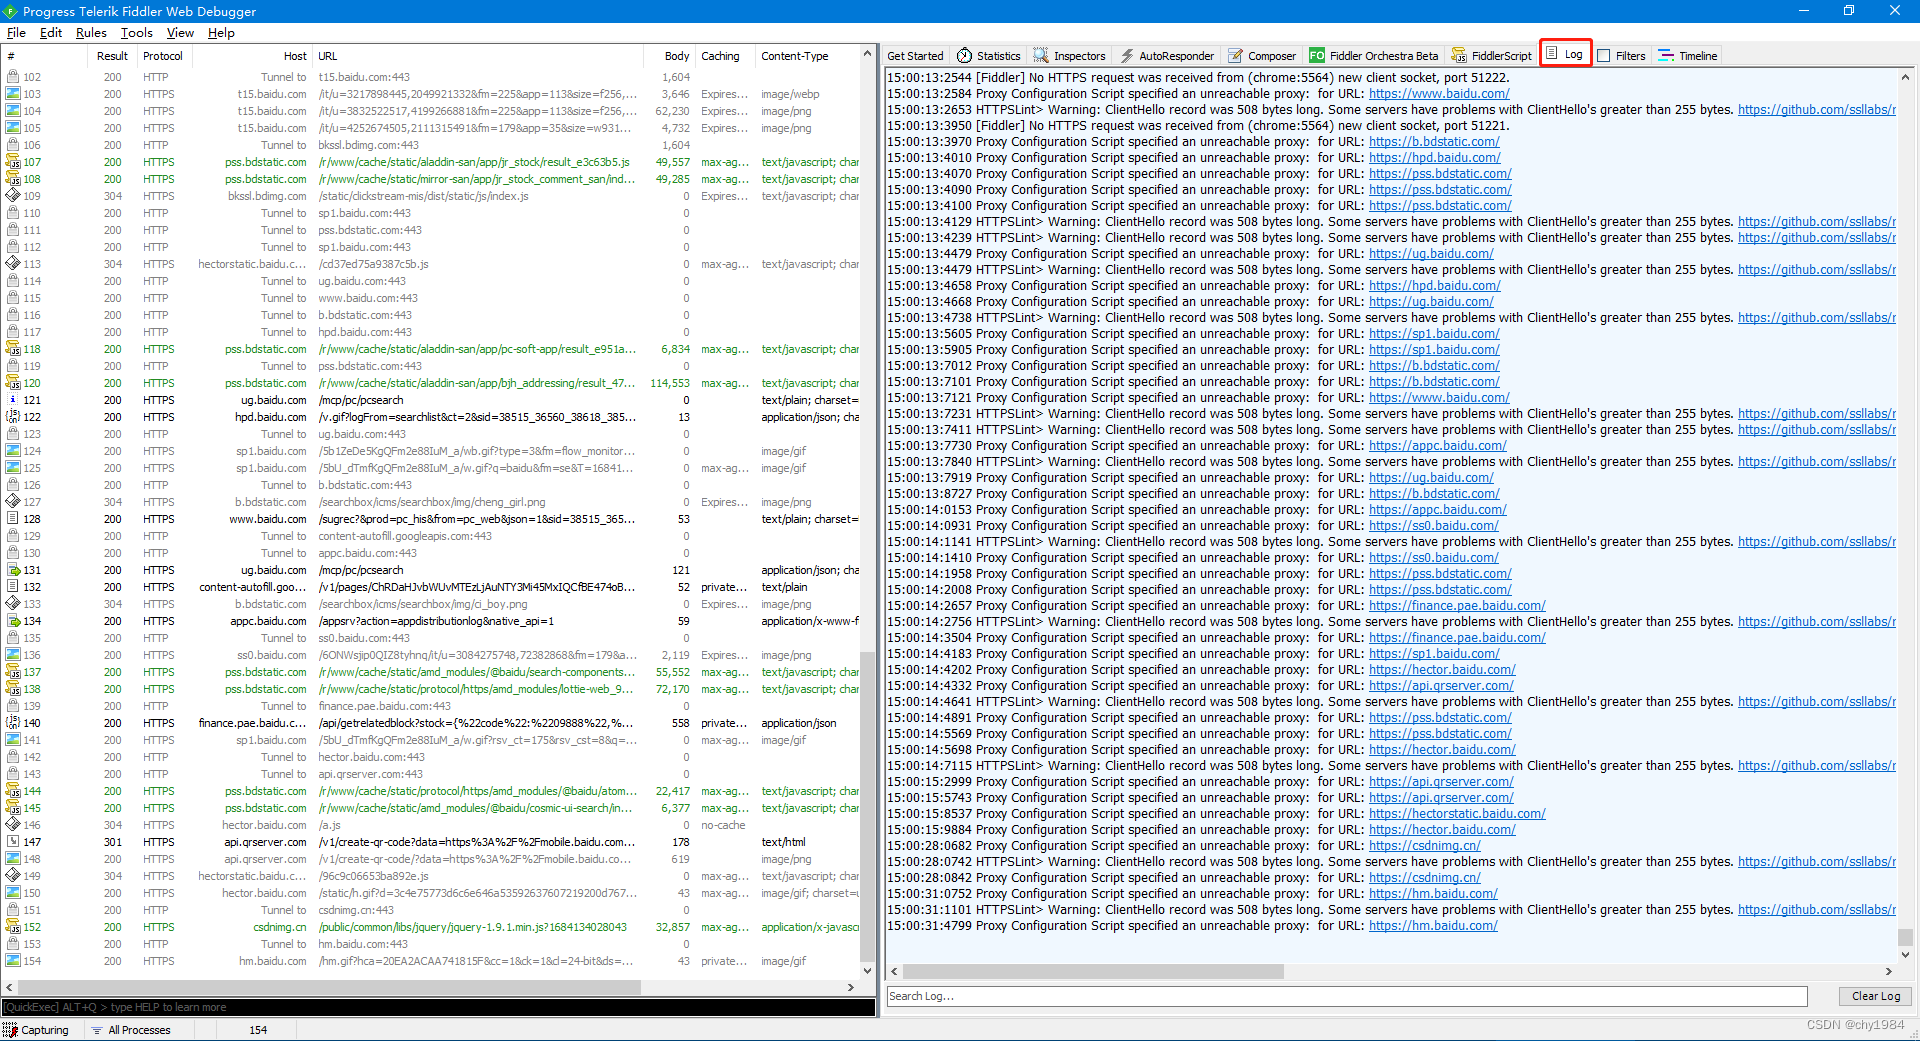 Progress Telerik Fiddler Web Debugger
File Edit Rules Tools View Help
# Result Protocol Host URL Body Caching Content-Type
102 200 HTTP Tunnel to t15.baidu.com:443 1,604
103 200 HTTPS t15.baidu.com /it/u=3217898445,2049921332&fm=225&app=113&size=f256,... 3,646 Expires... image/webp
104 200 HTTPS t15.baidu.com /it/u=3832522517,4199266881&fm=225&app=113&size=f256,... 62,230 Expires... image/png
105 200 HTTPS t15.baidu.com /it/u=4252674505,2111315491&fm=179&app=35&size=w931... 4,732 Expires... image/png
106 200 HTTP Tunnel to bkssl.bdimg.com:443 1,604
107 200 HTTPS pss.bdstatic.com /r/www/cache/static/aladdin-san/app/jr_stock/result_e3c63b5.js 49,557 max-ag... text/javascript; char
108 200 HTTPS pss.bdstatic.com /r/www/cache/static/mirror-san/app/jr_stock_comment_san/ind... 49,285 max-ag... text/javascript; char
109 304 HTTPS bkssl.bdimg.com /static/clickstream-mis/dist/static/js/index.js 0 Expires... text/javascript; char
110 200 HTTP Tunnel to sp1.baidu.com:443 0
111 200 HTTP Tunnel to pss.bdstatic.com:443 0
112 200 HTTP Tunnel to sp1.baidu.com:443 0
113 304 HTTPS hectorstatic.baidu.c... /cd37ed75a9387c5b.js 0 max-ag... text/javascript; char
114 200 HTTP Tunnel to ug.baidu.com:443 0
115 200 HTTP Tunnel to www.baidu.com:443 0
116 200 HTTP Tunnel to b.bdstatic.com:443 0
117 200 HTTP Tunnel to hpd.baidu.com:443 0
118 200 HTTPS pss.bdstatic.com /r/www/cache/static/aladdin-san/app/pc-soft-app/result_e951a... 6,834 max-ag... text/javascript; char
119 200 HTTP Tunnel to pss.bdstatic.com:443 0
120 200 HTTPS pss.bdstatic.com /r/www/cache/static/aladdin-san/app/bjh_addressing/result_47... 114,553 max-ag... text/javascript; char
121 200 HTTPS ug.baidu.com /mcp/pc/pcsearch 0 text/plain; charset=
122 200 HTTPS hpd.baidu.com /v.gif?logFrom=searchlist&ct=2&sid=38515_36560_38618_385... 13 application/json; cha
123 200 HTTP Tunnel to ug.baidu.com:443 0
124 200 HTTPS sp1.baidu.com /5b1ZeDe5KgQFm2e88IuM_a/wb.gif?type=3&fm=flow_monitor... 0 image/gif
125 200 HTTPS sp1.baidu.com /5bU_dTmfKgQFm2e88IuM_a/w.gif?q=baidu&fm=se&T=16841... 0 max-ag... image/gif
126 200 HTTP Tunnel to b.bdstatic.com:443 0
127 304 HTTPS b.bdstatic.com /searchbox/icms/searchbox/img/cheng_girl.png 0 Expires... image/png
128 200 HTTPS www.baidu.com /sugrec?&prod=pc_his&from=pc_web&json=1&sid=38515_365... 53 text/plain; charset=
129 200 HTTP Tunnel to content-autofill.googleapis.com:443 0
130 200 HTTP Tunnel to appc.baidu.com:443 0
131 200 HTTPS ug.baidu.com /mcp/pc/pcsearch 121 application/json; cha
132 200 HTTPS content-autofill.goo... /v1/pages/ChRDaHJvbWUvMTEzLjAuNTY3Mi45MxIQCfBE474oB... 52 private... text/plain
133 304 HTTPS b.bdstatic.com /searchbox/icms/searchbox/img/ci_boy.png 0 Expires... image/png
134 200 HTTPS appc.baidu.com /appsrv?action=appdistributionlog&native_api=1 59 application/x-www-f
135 200 HTTP Tunnel to ss0.baidu.com:443 0
136 200 HTTPS ss0.baidu.com /6ONWsjip0QIZ8tyhnq/it/u=3084275748,72382868&fm=179&a... 2,119 Expires... image/png
137 200 HTTPS pss.bdstatic.com /r/www/cache/static/amd_modules/@baidu/search-components... 55,552 max-ag... text/javascript; char
138 200 HTTPS pss.bdstatic.com /r/www/cache/static/protocol/https/amd_modules/lottie-web_9... 72,170 max-ag... text/javascript; char
139 200 HTTP Tunnel to finance.pae.baidu.com:443 0
140 200 HTTPS finance.pae.baidu.c... /api/getrelatedblock?stock={%22code%22:%2209888%22,%... 558 private... application/json
141 200 HTTPS sp1.baidu.com /5bU_dTmfKgQFm2e88IuM_a/w.gif?rsv_ct=175&rsv_cst=8&q=... 0 max-ag... image/gif
142 200 HTTP Tunnel to hector.baidu.com:443 0
143 200 HTTP Tunnel to api.qrserver.com:443 0
144 200 HTTPS pss.bdstatic.com /r/www/cache/static/protocol/https/amd_modules/@baidu/atom... 22,417 max-ag... text/javascript; char
145 200 HTTPS pss.bdstatic.com /r/www/cache/static/amd_modules/@baidu/cosmic-ui-search/in... 6,377 max-ag... text/javascript; char
146 304 HTTPS hector.baidu.com /a.js 0 no-cache
147 301 HTTPS api.qrserver.com /v1/create-qr-code?data=https%3A%2F%2Fmobile.baidu.com... 178 text/html
148 200 HTTPS api.qrserver.com /v1/create-qr-code/?data=https%3A%2F%2Fmobile.baidu.co... 619 image/png
149 304 HTTPS hectorstatic.baidu.c... /96c9c06653ba892e.js 0 max-ag... text/javascript; char
150 200 HTTPS hector.baidu.com /static/h.gif?d=3c4e75773d6c6e646a53592637607219200d767... 43 max-ag... image/gif; charset=u
151 200 HTTP Tunnel to csdnimg.cn:443 0
152 200 HTTPS csdnimg.cn /public/common/libs/jquery/jquery-1.9.1.min.js?1684134028043 32,857 max-ag... application/x-javasc
153 200 HTTP Tunnel to hm.baidu.com:443 0
154 200 HTTPS hm.baidu.com /hm.gif?hca=20EA2ACAA741815F&cc=1&ck=1&cl=24-bit&ds=... 43 private... image/gif
[QuickExec] ALT+Q > type HELP to learn more
Capturing All Processes 154
Get Started Statistics Inspectors AutoResponder Composer FO Fiddler Orchestra Beta FiddlerScript Log Filters Timeline
15:00:13:2544 [Fiddler] No HTTPS request was received from (chrome:5564) new client socket, port 51222.
15:00:13:2584 Proxy Configuration Script specified an unreachable proxy: for URL: https://www.baidu.com/
15:00:13:2653 HTTPSLint> Warning: ClientHello record was 508 bytes long. Some servers have problems with ClientHello's greater than 255 bytes. https://github.com/ssllabs/r
15:00:13:3950 [Fiddler] No HTTPS request was received from (chrome:5564) new client socket, port 51221.
15:00:13:3970 Proxy Configuration Script specified an unreachable proxy: for URL: https://b.bdstatic.com/
15:00:13:4010 Proxy Configuration Script specified an unreachable proxy: for URL: https://hpd.baidu.com/
15:00:13:4070 Proxy Configuration Script specified an unreachable proxy: for URL: https://pss.bdstatic.com/
15:00:13:4090 Proxy Configuration Script specified an unreachable proxy: for URL: https://pss.bdstatic.com/
15:00:13:4100 Proxy Configuration Script specified an unreachable proxy: for URL: https://pss.bdstatic.com/
15:00:13:4129 HTTPSLint> Warning: ClientHello record was 508 bytes long. Some servers have problems with ClientHello's greater than 255 bytes. https://github.com/ssllabs/r
15:00:13:4239 HTTPSLint> Warning: ClientHello record was 508 bytes long. Some servers have problems with ClientHello's greater than 255 bytes. https://github.com/ssllabs/r
15:00:13:4479 Proxy Configuration Script specified an unreachable proxy: for URL: https://ug.baidu.com/
15:00:13:4479 HTTPSLint> Warning: ClientHello record was 508 bytes long. Some servers have problems with ClientHello's greater than 255 bytes. https://github.com/ssllabs/r
15:00:13:4658 Proxy Configuration Script specified an unreachable proxy: for URL: https://hpd.baidu.com/
15:00:13:4668 Proxy Configuration Script specified an unreachable proxy: for URL: https://ug.baidu.com/
15:00:13:4738 HTTPSLint> Warning: ClientHello record was 508 bytes long. Some servers have problems with ClientHello's greater than 255 bytes. https://github.com/ssllabs/r
15:00:13:5605 Proxy Configuration Script specified an unreachable proxy: for URL: https://sp1.baidu.com/
15:00:13:5905 Proxy Configuration Script specified an unreachable proxy: for URL: https://sp1.baidu.com/
15:00:13:7012 Proxy Configuration Script specified an unreachable proxy: for URL: https://b.bdstatic.com/
15:00:13:7101 Proxy Configuration Script specified an unreachable proxy: for URL: https://b.bdstatic.com/
15:00:13:7121 Proxy Configuration Script specified an unreachable proxy: for URL: https://www.baidu.com/
15:00:13:7231 HTTPSLint> Warning: ClientHello record was 508 bytes long. Some servers have problems with ClientHello's greater than 255 bytes. https://github.com/ssllabs/r
15:00:13:7411 HTTPSLint> Warning: ClientHello record was 508 bytes long. Some servers have problems with ClientHello's greater than 255 bytes. https://github.com/ssllabs/r
15:00:13:7730 Proxy Configuration Script specified an unreachable proxy: for URL: https://appc.baidu.com/
15:00:13:7840 HTTPSLint> Warning: ClientHello record was 508 bytes long. Some servers have problems with ClientHello's greater than 255 bytes. https://github.com/ssllabs/r
15:00:13:7919 Proxy Configuration Script specified an unreachable proxy: for URL: https://ug.baidu.com/
15:00:13:8727 Proxy Configuration Script specified an unreachable proxy: for URL: https://b.bdstatic.com/
15:00:14:0153 Proxy Configuration Script specified an unreachable proxy: for URL: https://appc.baidu.com/
15:00:14:0931 Proxy Configuration Script specified an unreachable proxy: for URL: https://ss0.baidu.com/
15:00:14:1141 HTTPSLint> Warning: ClientHello record was 508 bytes long. Some servers have problems with ClientHello's greater than 255 bytes. https://github.com/ssllabs/r
15:00:14:1410 Proxy Configuration Script specified an unreachable proxy: for URL: https://ss0.baidu.com/
15:00:14:1958 Proxy Configuration Script specified an unreachable proxy: for URL: https://pss.bdstatic.com/
15:00:14:2008 Proxy Configuration Script specified an unreachable proxy: for URL: https://pss.bdstatic.com/
15:00:14:2657 Proxy Configuration Script specified an unreachable proxy: for URL: https://finance.pae.baidu.com/
15:00:14:2756 HTTPSLint> Warning: ClientHello record was 508 bytes long. Some servers have problems with ClientHello's greater than 255 bytes. https://github.com/ssllabs/r
15:00:14:3504 Proxy Configuration Script specified an unreachable proxy: for URL: https://finance.pae.baidu.com/
15:00:14:4183 Proxy Configuration Script specified an unreachable proxy: for URL: https://sp1.baidu.com/
15:00:14:4202 Proxy Configuration Script specified an unreachable proxy: for URL: https://hector.baidu.com/
15:00:14:4332 Proxy Configuration Script specified an unreachable proxy: for URL: https://api.qrserver.com/
15:00:14:4641 HTTPSLint> Warning: ClientHello record was 508 bytes long. Some servers have problems with ClientHello's greater than 255 bytes. https://github.com/ssllabs/r
15:00:14:4891 Proxy Configuration Script specified an unreachable proxy: for URL: https://pss.bdstatic.com/
15:00:14:5569 Proxy Configuration Script specified an unreachable proxy: for URL: https://pss.bdstatic.com/
15:00:14:5698 Proxy Configuration Script specified an unreachable proxy: for URL: https://hector.baidu.com/
15:00:14:7115 HTTPSLint> Warning: ClientHello record was 508 bytes long. Some servers have problems with ClientHello's greater than 255 bytes. https://github.com/ssllabs/r
15:00:15:2999 Proxy Configuration Script specified an unreachable proxy: for URL: https://api.qrserver.com/
15:00:15:5743 Proxy Configuration Script specified an unreachable proxy: for URL: https://api.qrserver.com/
15:00:15:8537 Proxy Configuration Script specified an unreachable proxy: for URL: https://hectorstatic.baidu.com/
15:00:15:9884 Proxy Configuration Script specified an unreachable proxy: for URL: https://hector.baidu.com/
15:00:28:0682 Proxy Configuration Script specified an unreachable proxy: for URL: https://csdnimg.cn/
15:00:28:0742 HTTPSLint> Warning: ClientHello record was 508 bytes long. Some servers have problems with ClientHello's greater than 255 bytes. https://github.com/ssllabs/r
15:00:28:0842 Proxy Configuration Script specified an unreachable proxy: for URL: https://csdnimg.cn/
15:00:31:0752 Proxy Configuration Script specified an unreachable proxy: for URL: https://hm.baidu.com/
15:00:31:1101 HTTPSLint> Warning: ClientHello record was 508 bytes long. Some servers have problems with ClientHello's greater than 255 bytes. https://github.com/ssllabs/r
15:00:31:4799 Proxy Configuration Script specified an unreachable proxy: for URL: https://hm.baidu.com/
Search Log... Clear Log
CSDN @chy1984